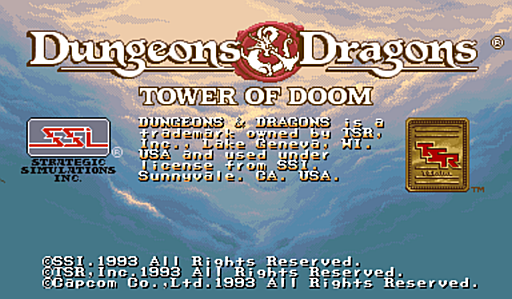 DUNGEONS & DRAGONS ®
TOWER OF DOOM
SSI ®
STRATEGIC
SIMULATIONS
INC.
DUNGEONS & DRAGONS is a
trademark owned by TSR,
Inc., Lake Geneva, WI.
USA and used under
license from SSI.
Sunnyvale, CA. USA.
TSR
TM
©SSI.1993 All Rights Reserved.
©TSR,Inc.1993 All Rights Reserved.
©Capcom Co.,Ltd.1993 All Rights Reserved.